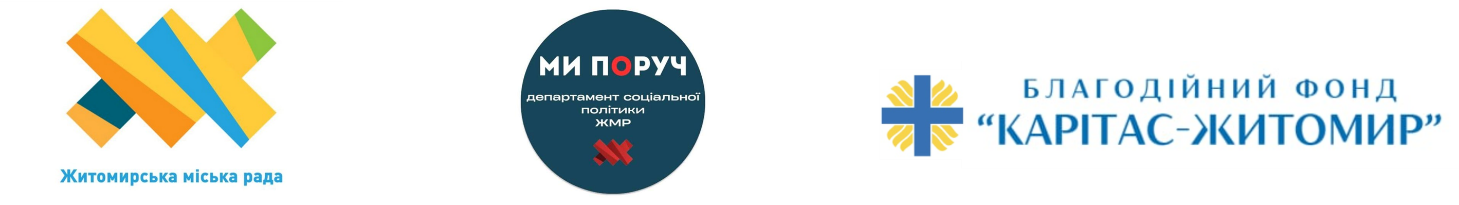 Житомирська міська рада
МИ ПОРУЧ
департамент соціальної
політики
ЖМР
БЛАГОДІЙНИЙ ФОНД
“КАРІТАС-ЖИТОМИР”